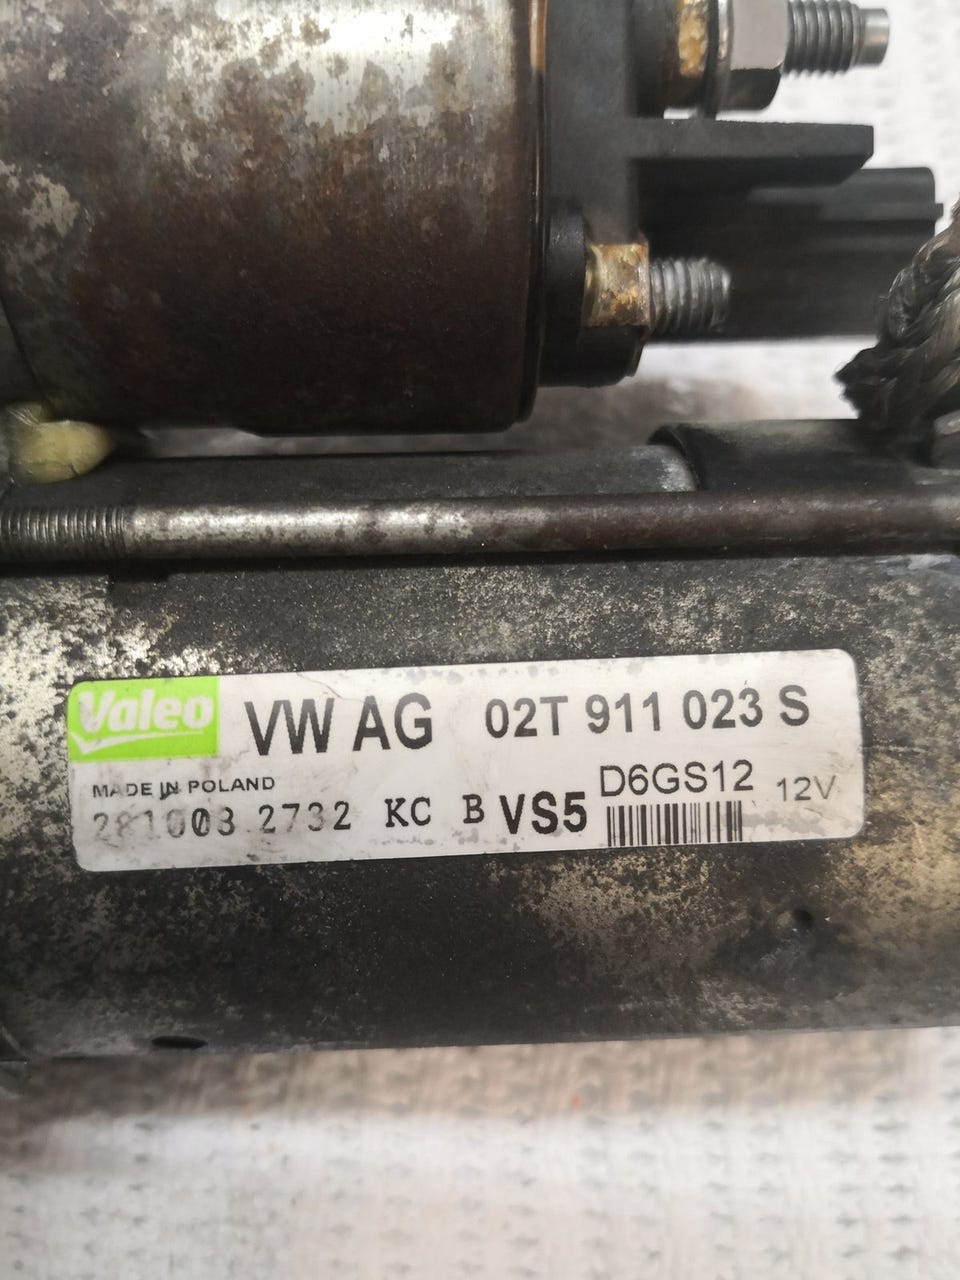 Valeo VW AG 02T 911 023 S
MADE IN POLAND D6GS12 12V
281003 2732 KC B VS5